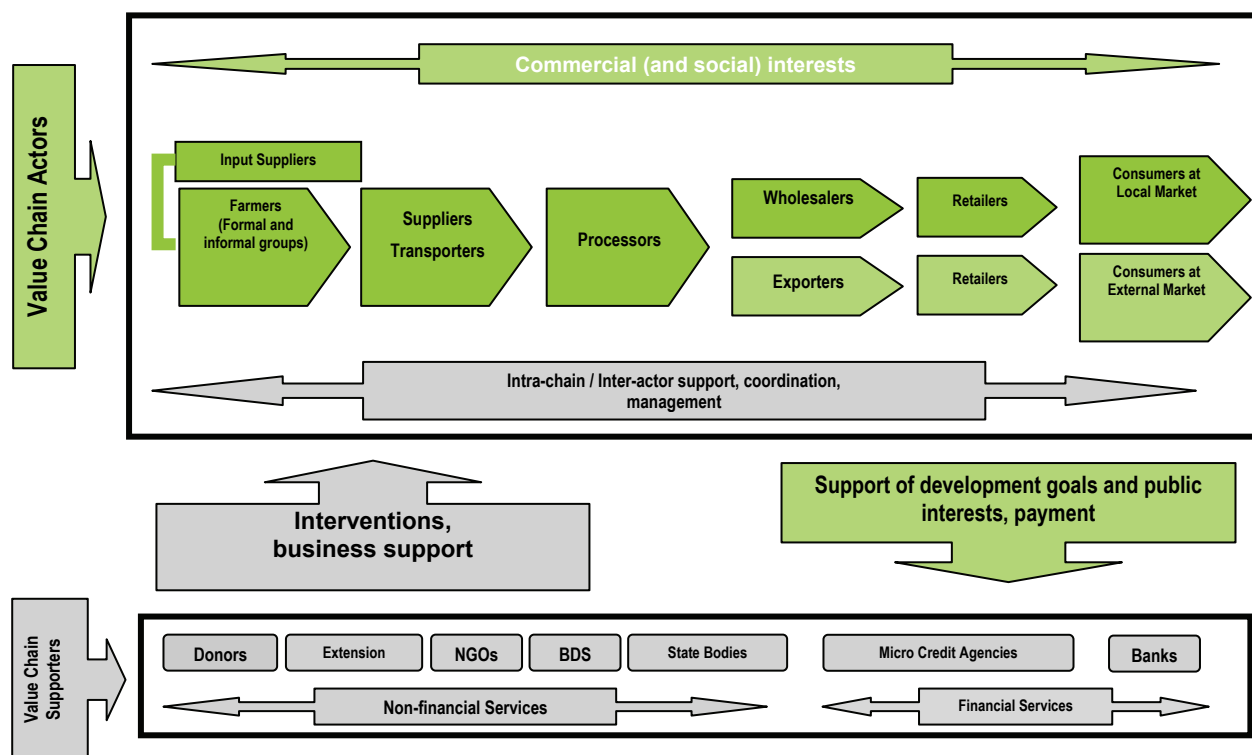 Commercial (and social) interests
Value Chain Actors
Input Suppliers
Farmers
(Formal and
informal groups)
Suppliers
Transporters
Processors
Wholesalers
Retailers
Consumers at
Local Market
Exporters
Retailers
Consumers at
External Market
Intra-chain / Inter-actor support, coordination,
management
Interventions,
business support
Support of development goals and public
interests, payment
Value Chain
Supporters
Donors
Extension
NGOs
BDS
State Bodies
Micro Credit Agencies
Banks
Non-financial Services
Financial Services